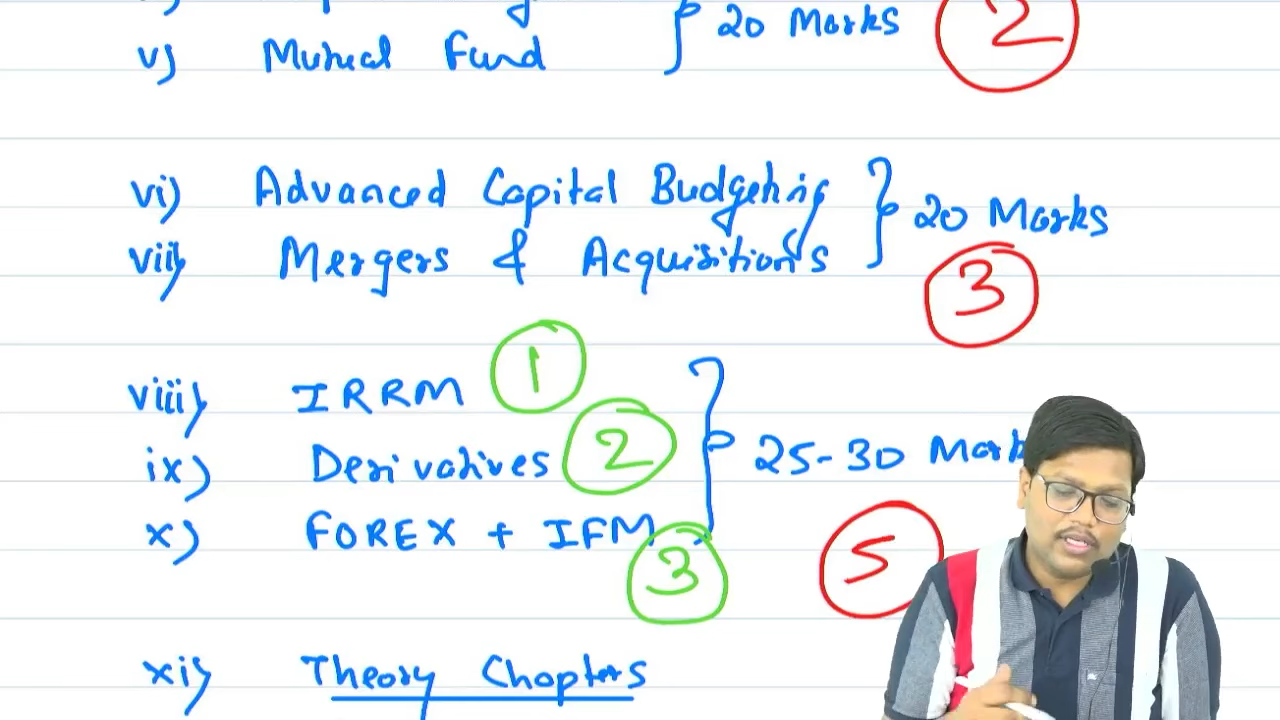 20 Marks 2
v) Mutual Fund
vi) Advanced Capital Budgeting
20 Marks
vii) Mergers & Acquisitions
3
viii) IRRM 1
ix) Derivatives 2 25-30
x) FOREX + IFM 3 5
xi) Theory Chapters